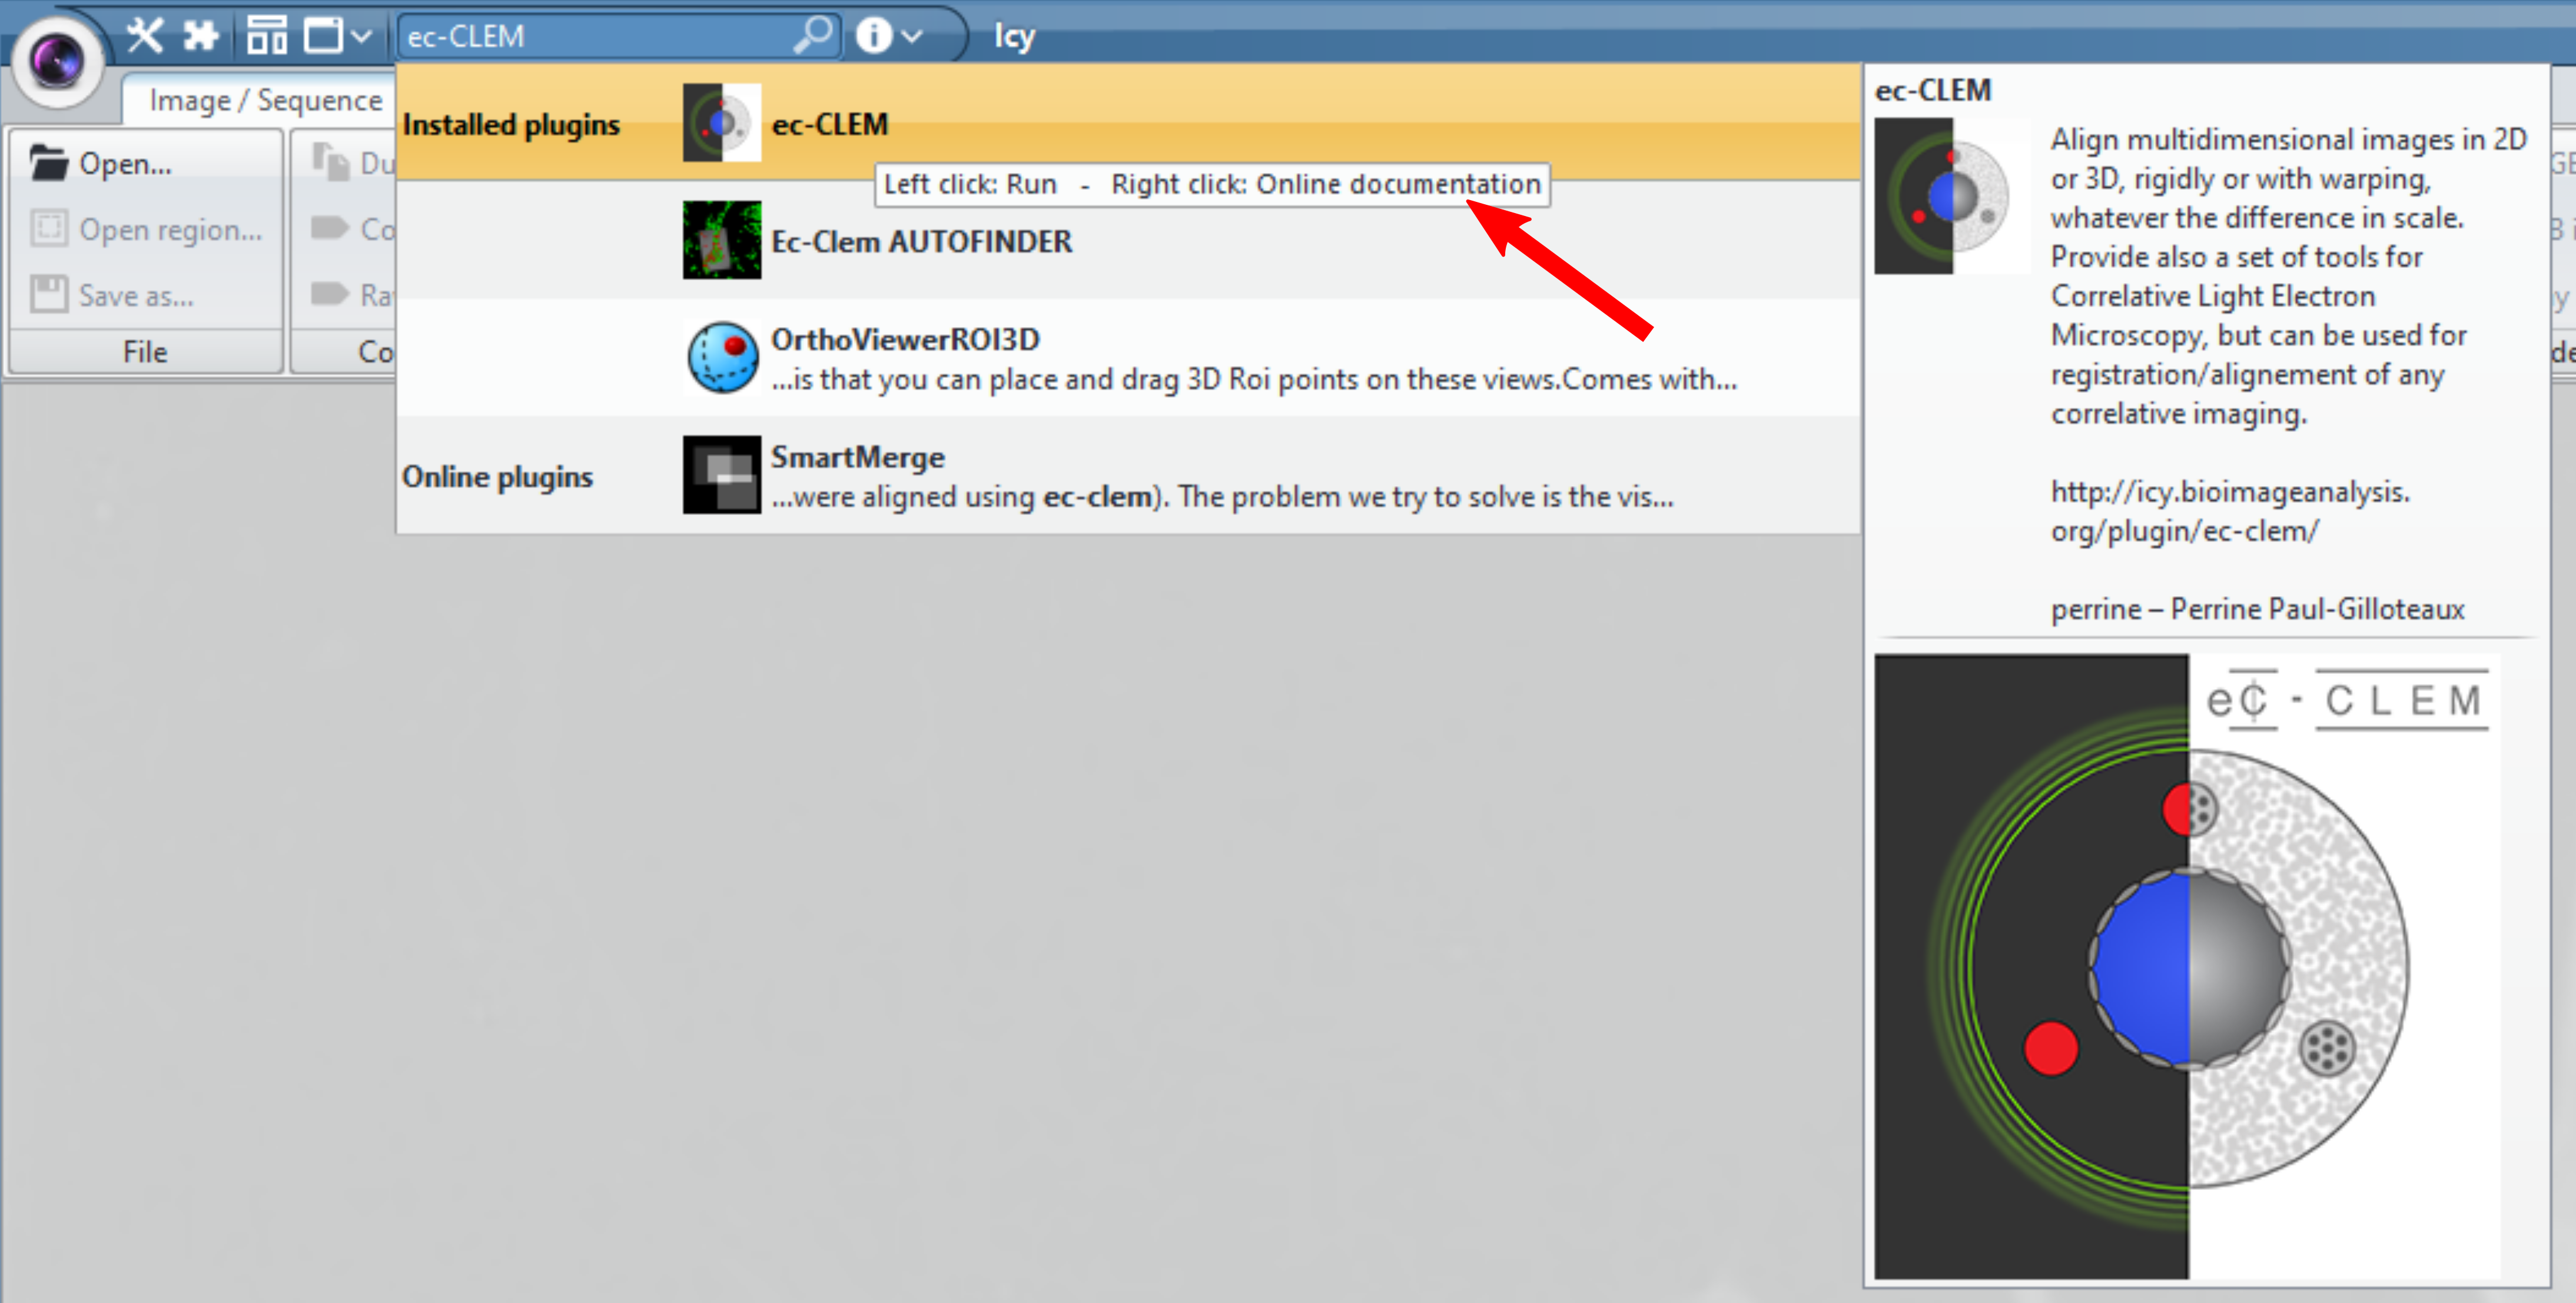 ec-CLEM
Icy
Image / Sequence
Open...
Open region...
Save as...
File
Du
Co
Ra
Co
Installed plugins
ec-CLEM
Left click: Run - Right click: Online documentation
Ec-Clem AUTOFINDER
OrthoViewerROI3D
...is that you can place and drag 3D Roi points on these views.Comes with...
Online plugins
SmartMerge
...were aligned using ec-clem). The problem we try to solve is the vis...
ec-CLEM
Align multidimensional images in 2D
or 3D, rigidly or with warping,
whatever the difference in scale.
Provide also a set of tools for
Correlative Light Electron
Microscopy, but can be used for
registration/alignement of any
correlative imaging.
http://icy.bioimageanalysis.
org/plugin/ec-clem/
perrine – Perrine Paul-Gilloteaux
eC - CLEM